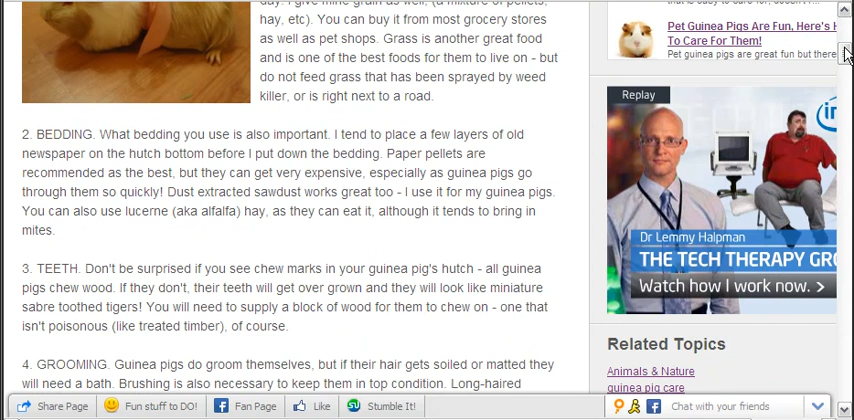 day. I give mine grain as well, (a mixture of pellets,
hay, etc). You can buy it from most grocery stores
as well as pet shops. Grass is another great food
and is one of the best foods for them to live on - but
do not feed grass that has been sprayed by weed
killer, or is right next to a road.
2. BEDDING. What bedding you use is also important. I tend to place a few layers of old
newspaper on the hutch bottom before I put down the bedding. Paper pellets are
recommended as the best, but they can get very expensive, especially as guinea pigs go
through them so quickly! Dust extracted sawdust works great too - I use it for my guinea pigs.
You can also use lucerne (aka alfalfa) hay, as they can eat it, although it tends to bring in
mites.
3. TEETH. Don't be surprised if you see chew marks in your guinea pig's hutch - all guinea
pigs chew wood. If they don't, their teeth will get over grown and they will look like miniature
sabre toothed tigers! You will need to supply a block of wood for them to chew on - one that
isn't poisonous (like treated timber), of course.
4. GROOMING. Guinea pigs do groom themselves, but if their hair gets soiled or matted they
will need a bath. Brushing is also necessary to keep them in top condition. Long-haired
Pet Guinea Pigs Are Fun, Here's H
To Care For Them!
Pet guinea pigs are great fun but there
Replay
Dr Lemmy Halpman
THE TECH THERAPY GR
Watch how I work now. >
Related Topics
Animals & Nature
guinea pig care
Share Page
Fun stuff to DO!
Fan Page
Like
Stumble It!
Chat with your friends